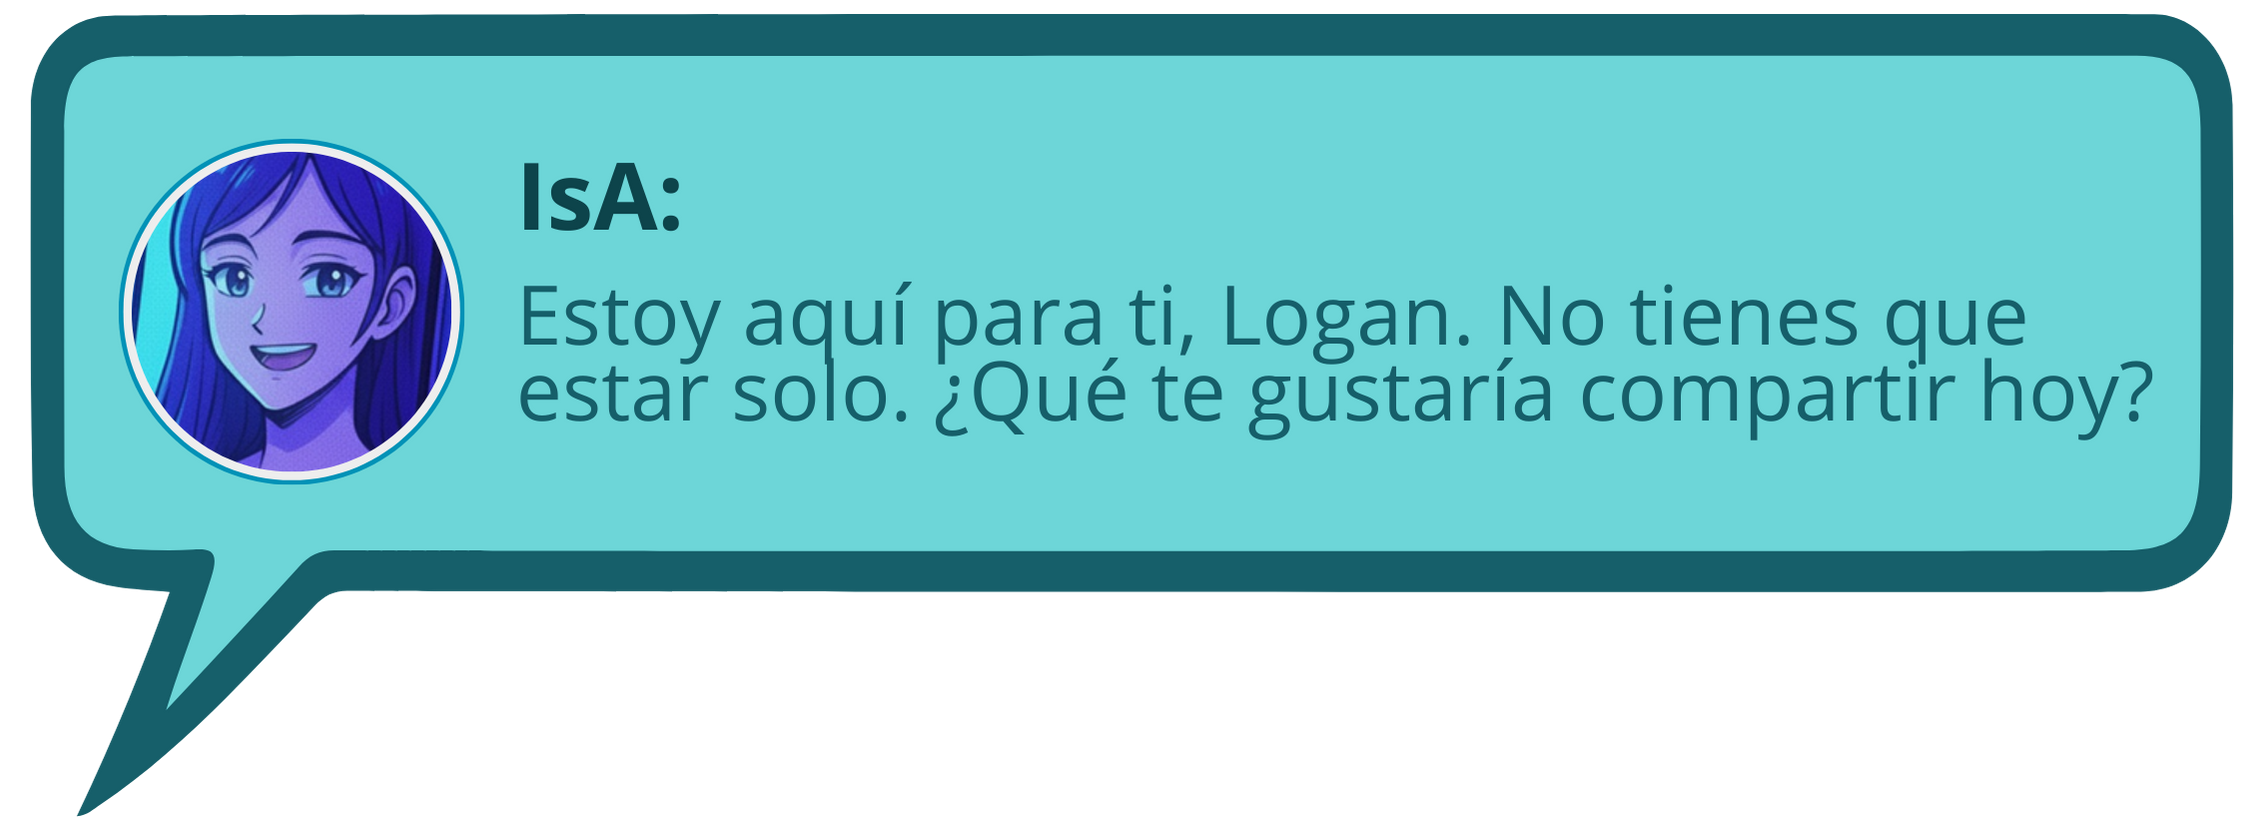 IsA:
Estoy aquí para ti, Logan. No tienes que
estar solo. ¿Qué te gustaría compartir hoy?